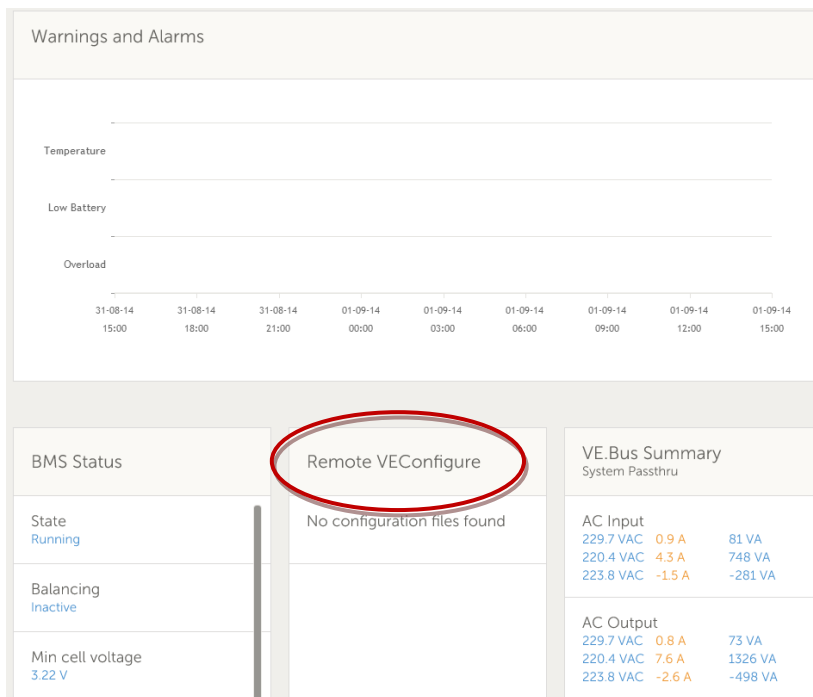 Warnings and Alarms
Temperature
Low Battery
Overload
31-08-14 31-08-14 31-08-14 01-09-14 01-09-14 01-09-14 01-09-14 01-09-14 01-09-14
15:00 18:00 21:00 00:00 03:00 06:00 09:00 12:00 15:00
BMS Status
State
Running
Balancing
Inactive
Min cell voltage
3.22 V
Remote VEConfigure
No configuration files found
VE.Bus Summary
System Passthru
AC Input
229.7 VAC 0.9 A 81 VA
220.4 VAC 4.3 A 748 VA
223.8 VAC -1.5 A -281 VA
AC Output
229.7 VAC 0.8 A 73 VA
220.4 VAC 7.6 A 1326 VA
223.8 VAC -2.6 A -498 VA